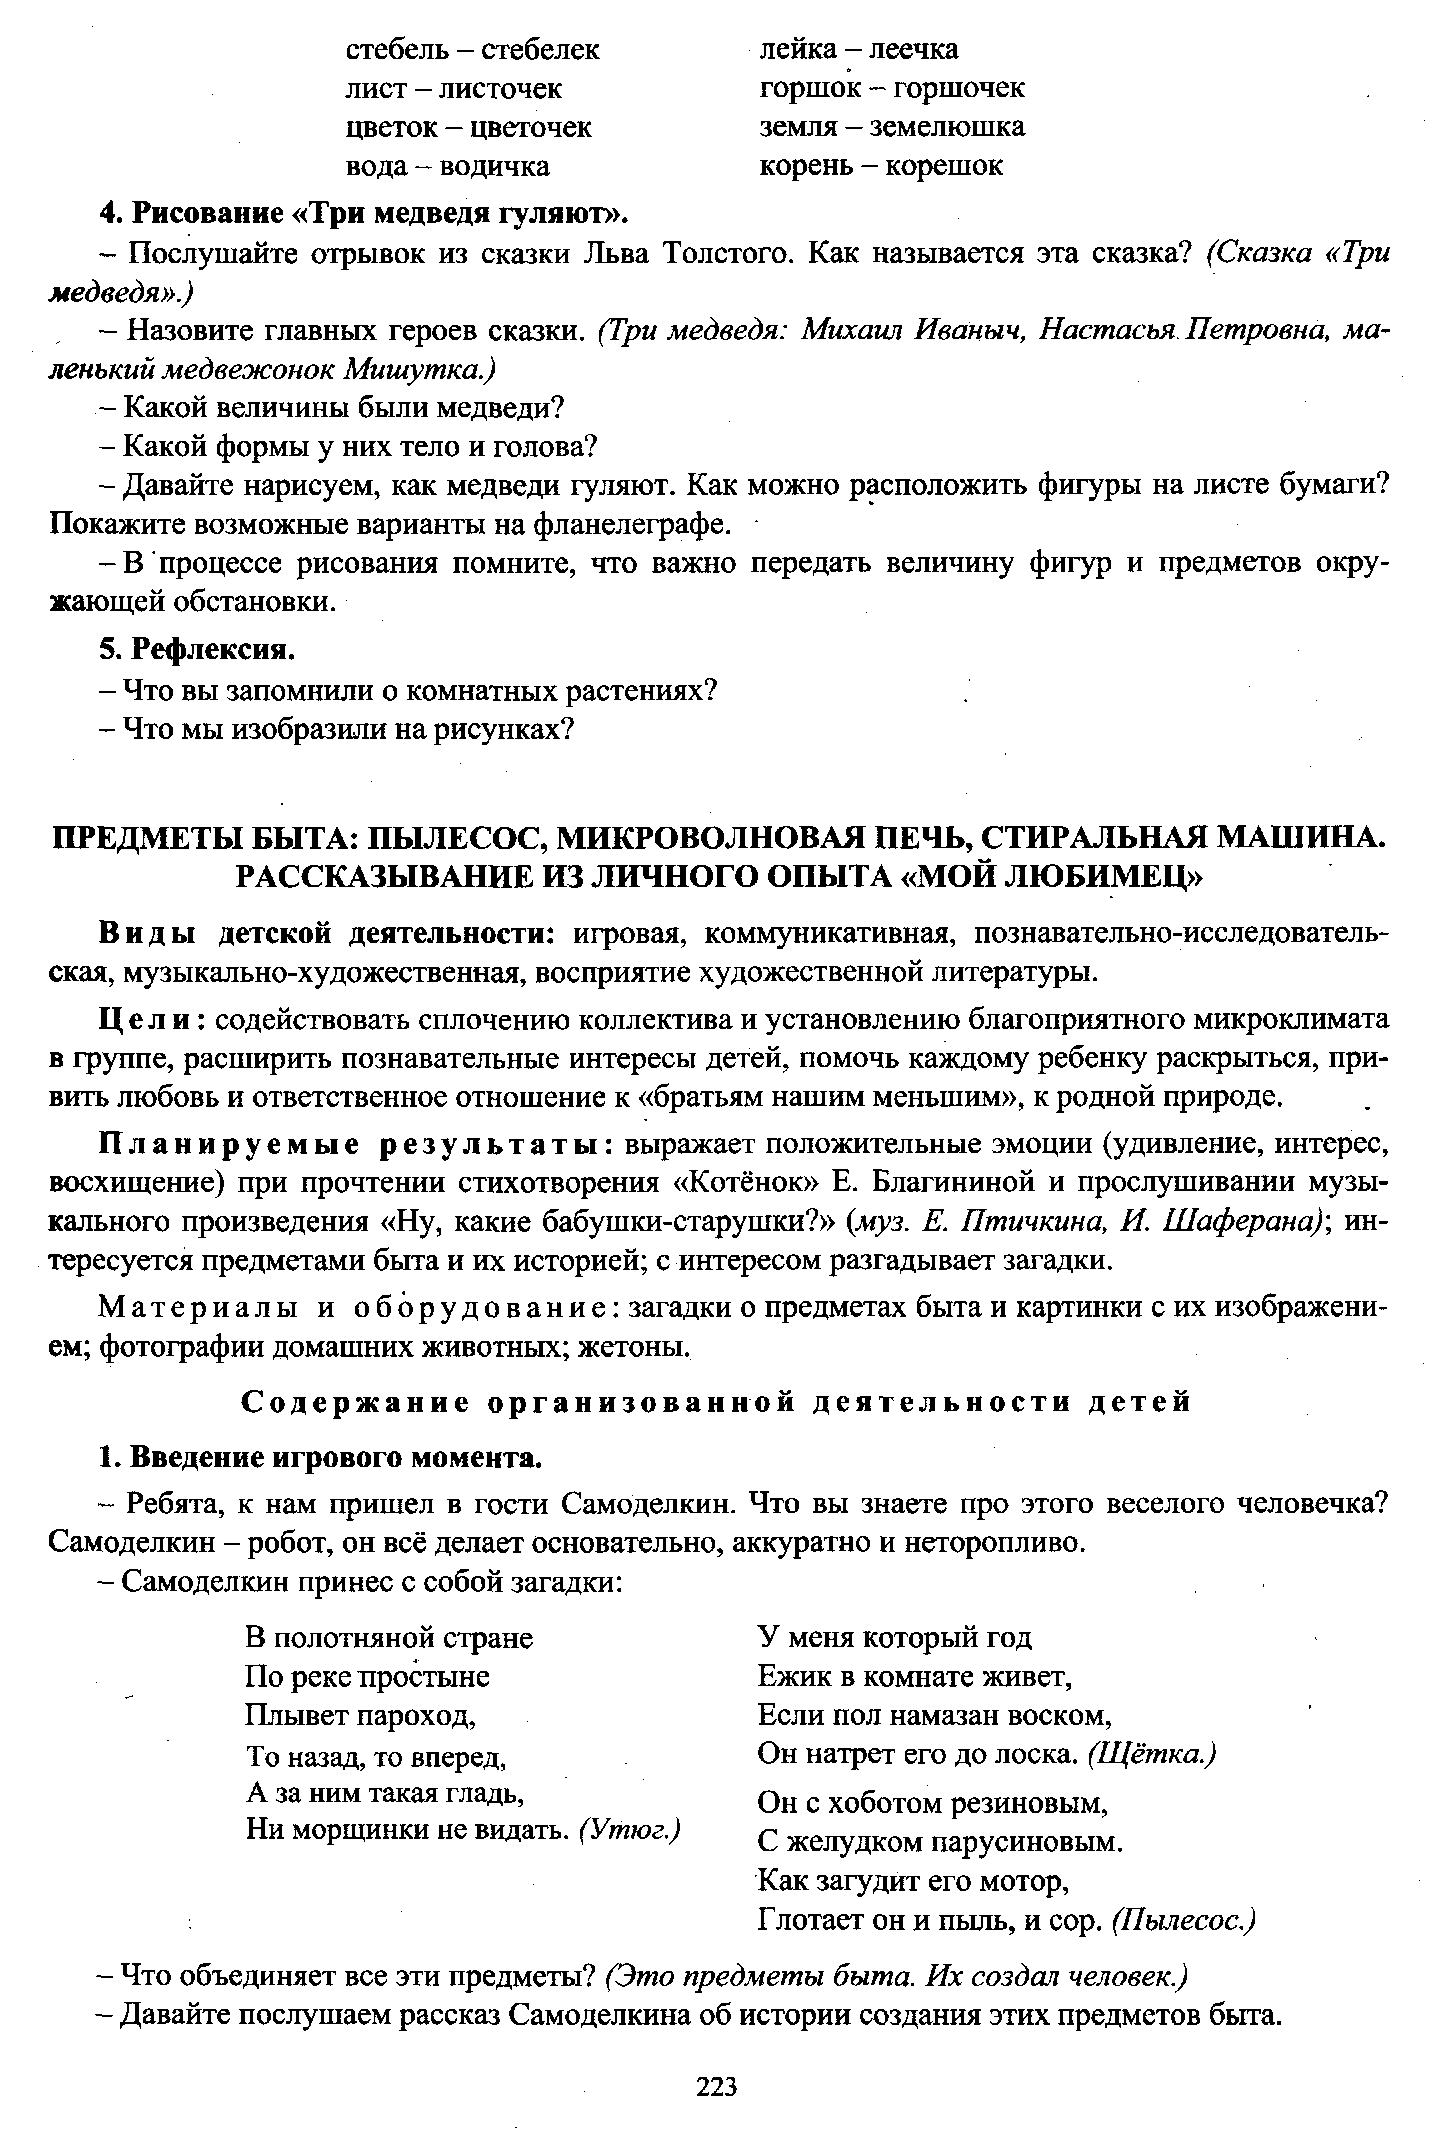 стебель – стебелек
лист – листочек
цветок – цветочек
вода – водичка
лейка – леечка
горшок – горшочек
земля – земелюшка
корень – корешок
4. Рисование «Три медведя гуляют».
– Послушайте отрывок из сказки Льва Толстого. Как называется эта сказка? (Сказка «Три
медведя».)
– Назовите главных героев сказки. (Три медведя: Михаил Иваныч, Настасья Петровна, ма-
ленький медвежонок Мишутка.)
– Какой величины были медведи?
– Какой формы у них тело и голова?
– Давайте нарисуем, как медведи гуляют. Как можно расположить фигуры на листе бумаги?
Покажите возможные варианты на фланелеграфе.
– В процессе рисования помните, что важно передать величину фигур и предметов окру-
жающей обстановки.
5. Рефлексия.
– Что вы запомнили о комнатных растениях?
– Что мы изобразили на рисунках?
ПРЕДМЕТЫ БЫТА: ПЫЛЕСОС, МИКРОВОЛНОВАЯ ПЕЧЬ, СТИРАЛЬНАЯ МАШИНА.
РАССКАЗЫВАНИЕ ИЗ ЛИЧНОГО ОПЫТА «МОЙ ЛЮБИМЕЦ»
Виды детской деятельности: игровая, коммуникативная, познавательно-исследователь-
ская, музыкально-художественная, восприятие художественной литературы.
Цели: содействовать сплочению коллектива и установлению благоприятного микроклимата
в группе, расширить познавательные интересы детей, помочь каждому ребенку раскрыться, при-
вить любовь и ответственное отношение к «братьям нашим меньшим», к родной природе.
Планируемые результаты: выражает положительные эмоции (удивление, интерес,
восхищение) при прочтении стихотворения «Котёнок» Е. Благининой и прослушивании музы-
кального произведения «Ну, какие бабушки-старушки?» (муз. Е. Птичкина, И. Шаферана); ин-
тересуется предметами быта и их историей; с интересом разгадывает загадки.
Материалы и оборудование: загадки о предметах быта и картинки с их изображени-
ем; фотографии домашних животных; жетоны.
Содержание организованной деятельности детей
1. Введение игрового момента.
– Ребята, к нам пришел в гости Самоделкин. Что вы знаете про этого веселого человечка?
Самоделкин – робот, он всё делает основательно, аккуратно и неторопливо.
– Самоделкин принес с собой загадки:
В полотняной стране
По реке простыне
Плывет пароход,
То назад, то вперед,
А за ним такая гладь,
Ни морщинки не видать. (Утюг.)
У меня который год
Ежик в комнате живет,
Если пол намазан воском,
Он натрет его до лоска. (Щётка.)
Он с хоботом резиновым,
С желудком парусиновым.
Как загудит его мотор,
Глотает он и пыль, и сор. (Пылесос.)
– Что объединяет все эти предметы? (Это предметы быта. Их создал человек.)
– Давайте послушаем рассказ Самоделкина об истории создания этих предметов быта.
223